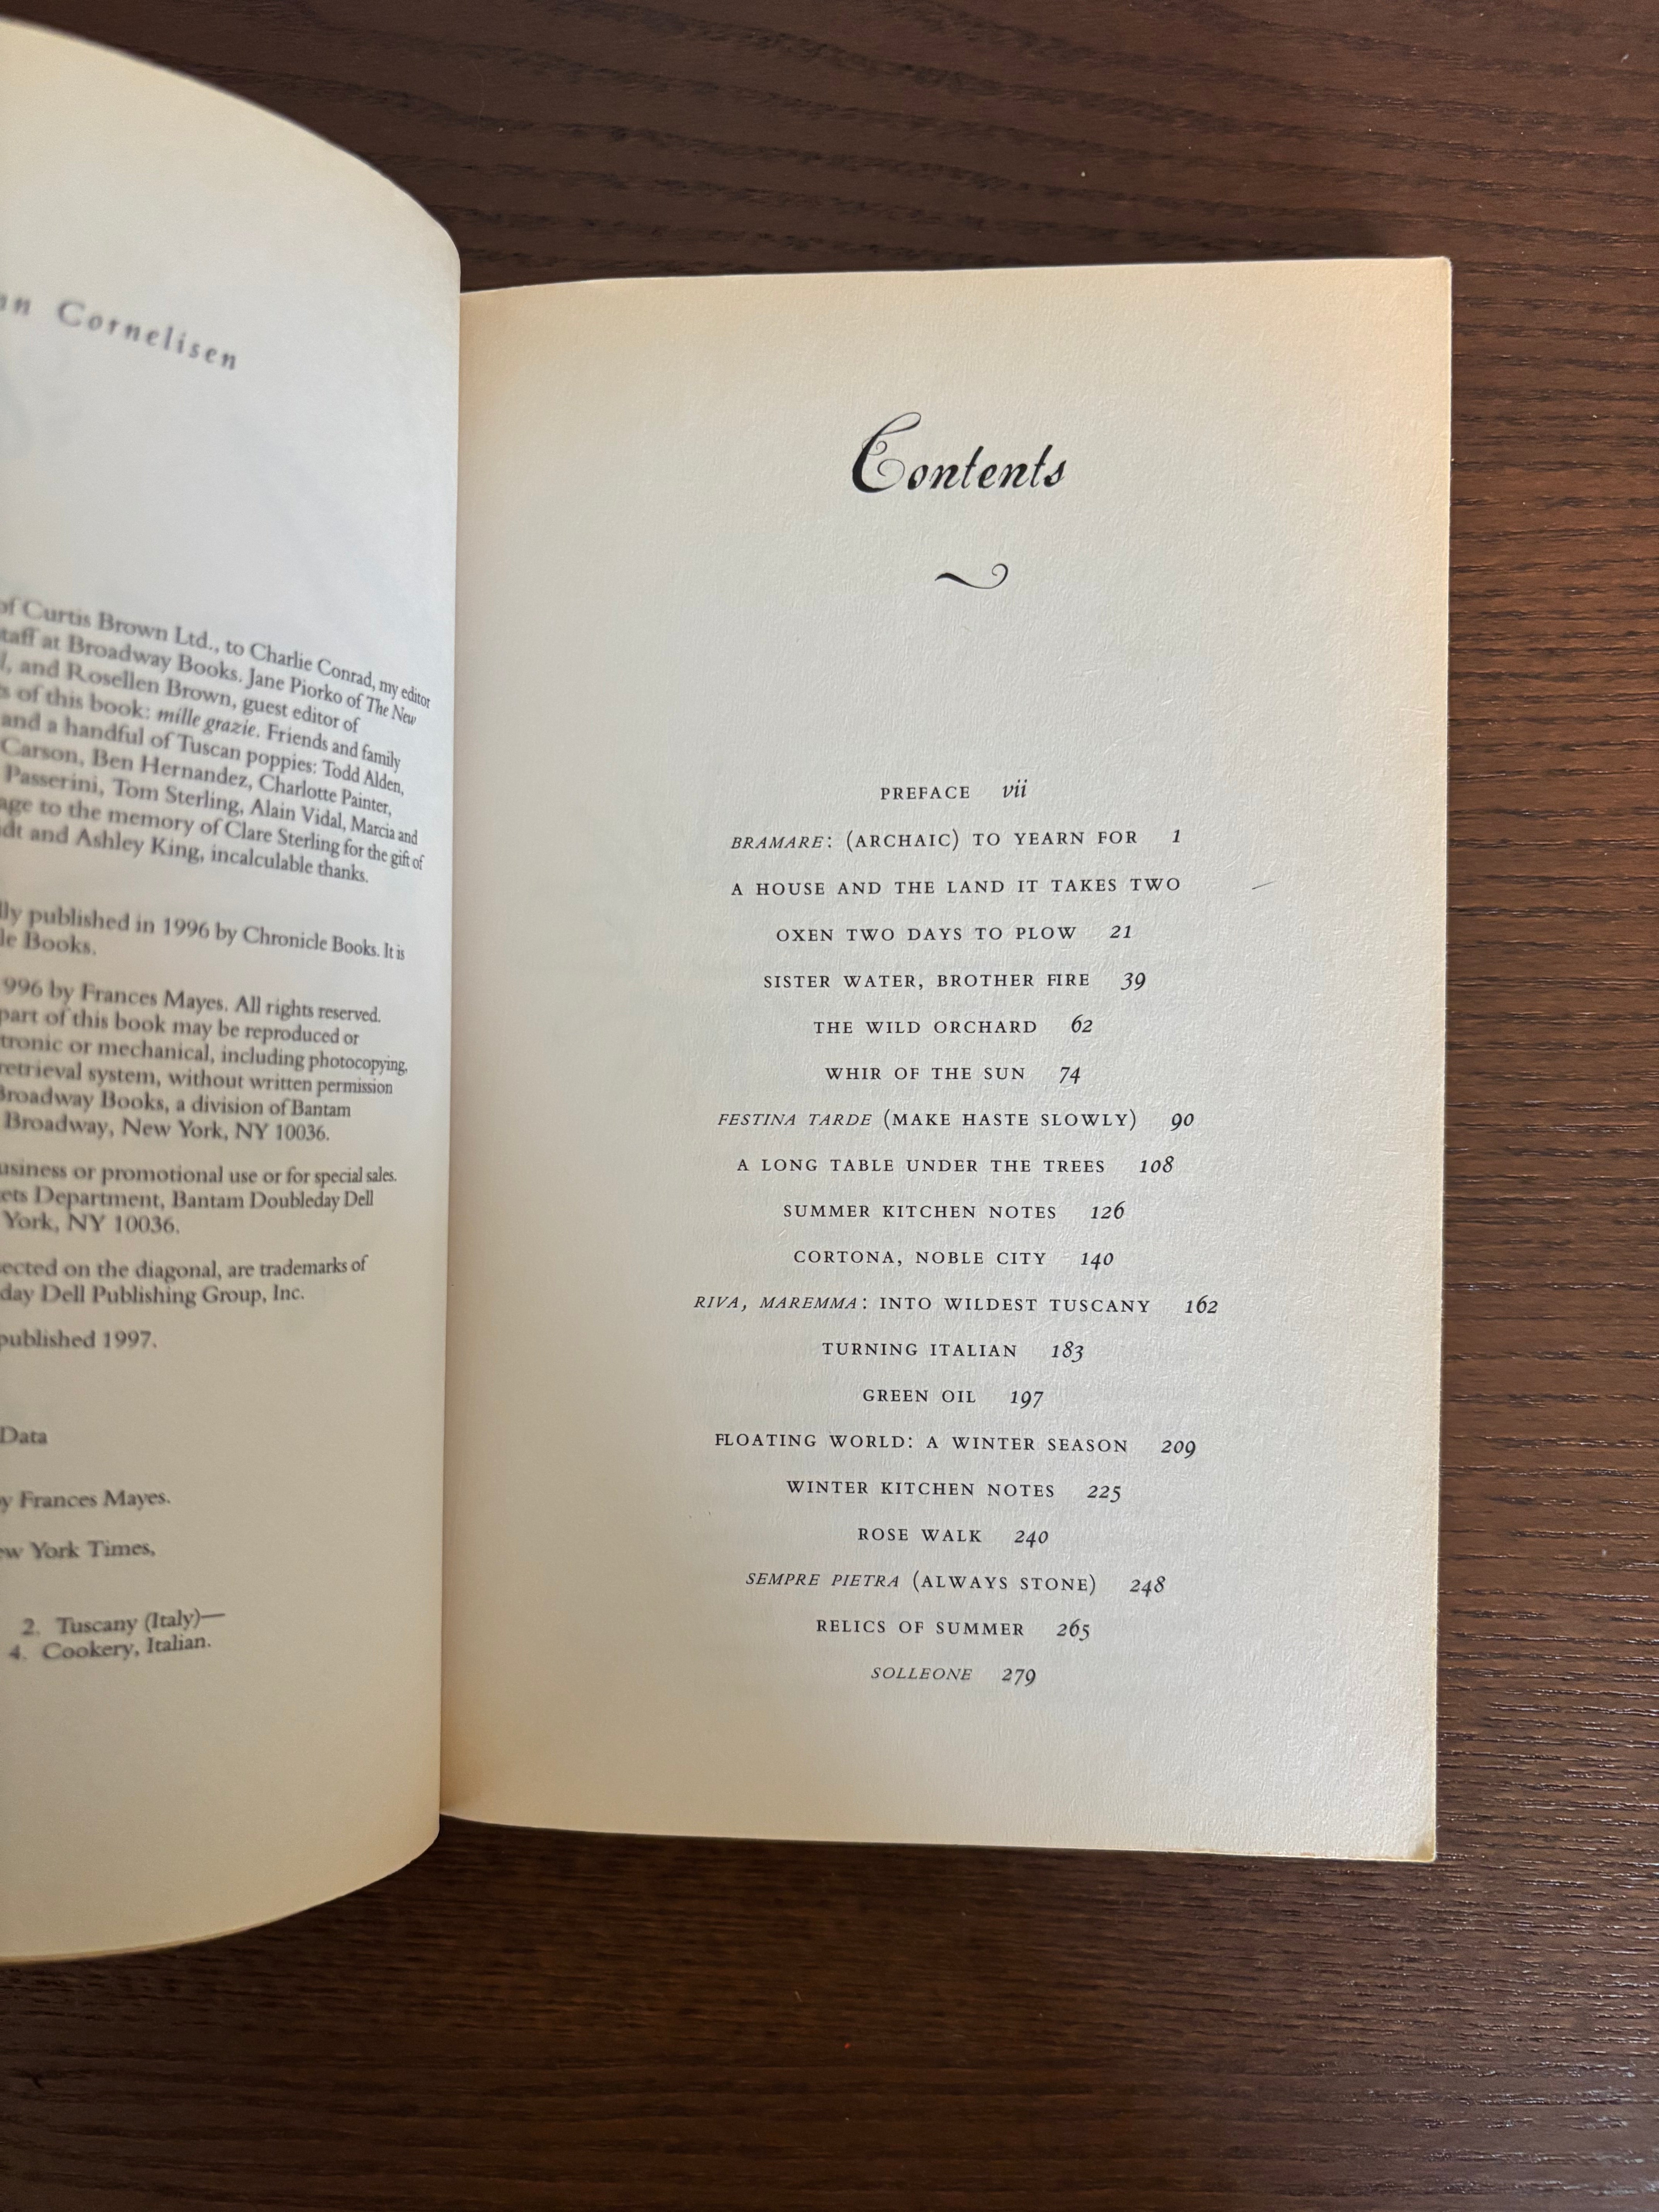 Cornelisen
of Curtis Brown Ltd., to Charlie Conrad, my editor
staff at Broadway Books. Jane Piorko of The New
and Rosellen Brown, guest editor of
of this book: mille grazie. Friends and family
and a handful of Tuscan poppies: Todd Alden,
Carson, Ben Hernandez, Charlotte Painter,
Passerini, Tom Sterling, Alain Vidal, Marcia and
to the memory of Clare Sterling for the gift of
and Ashley King, incalculable thanks.
published in 1996 by Chronicle Books. It is
Books.
996 by Frances Mayes. All rights reserved.
part of this book may be reproduced or
tronic or mechanical, including photocopying,
retrieval system, without written permission
Broadway Books, a division of Bantam
Broadway, New York, NY 10036.
usiness or promotional use or for special sales.
ets Department, Bantam Doubleday Dell
York, NY 10036.
ected on the diagonal, are trademarks of
day Dell Publishing Group, Inc.
published 1997.
Data
y Frances Mayes.
ew York Times,
2. Tuscany (Italy)—
4. Cookery, Italian.
Contents
PREFACE vii
BRAMARE: (ARCHAIC) TO YEARN FOR 1
A HOUSE AND THE LAND IT TAKES TWO
OXEN TWO DAYS TO PLOW 21
SISTER WATER, BROTHER FIRE 39
THE WILD ORCHARD 62
WHIR OF THE SUN 74
FESTINA TARDE (MAKE HASTE SLOWLY) 90
A LONG TABLE UNDER THE TREES 108
SUMMER KITCHEN NOTES 126
CORTONA, NOBLE CITY 140
RIVA, MAREMMA: INTO WILDEST TUSCANY 162
TURNING ITALIAN 183
GREEN OIL 197
FLOATING WORLD: A WINTER SEASON 209
WINTER KITCHEN NOTES 225
ROSE WALK 240
SEMPRE PIETRA (ALWAYS STONE) 248
RELICS OF SUMMER 265
SOLLEONE 279